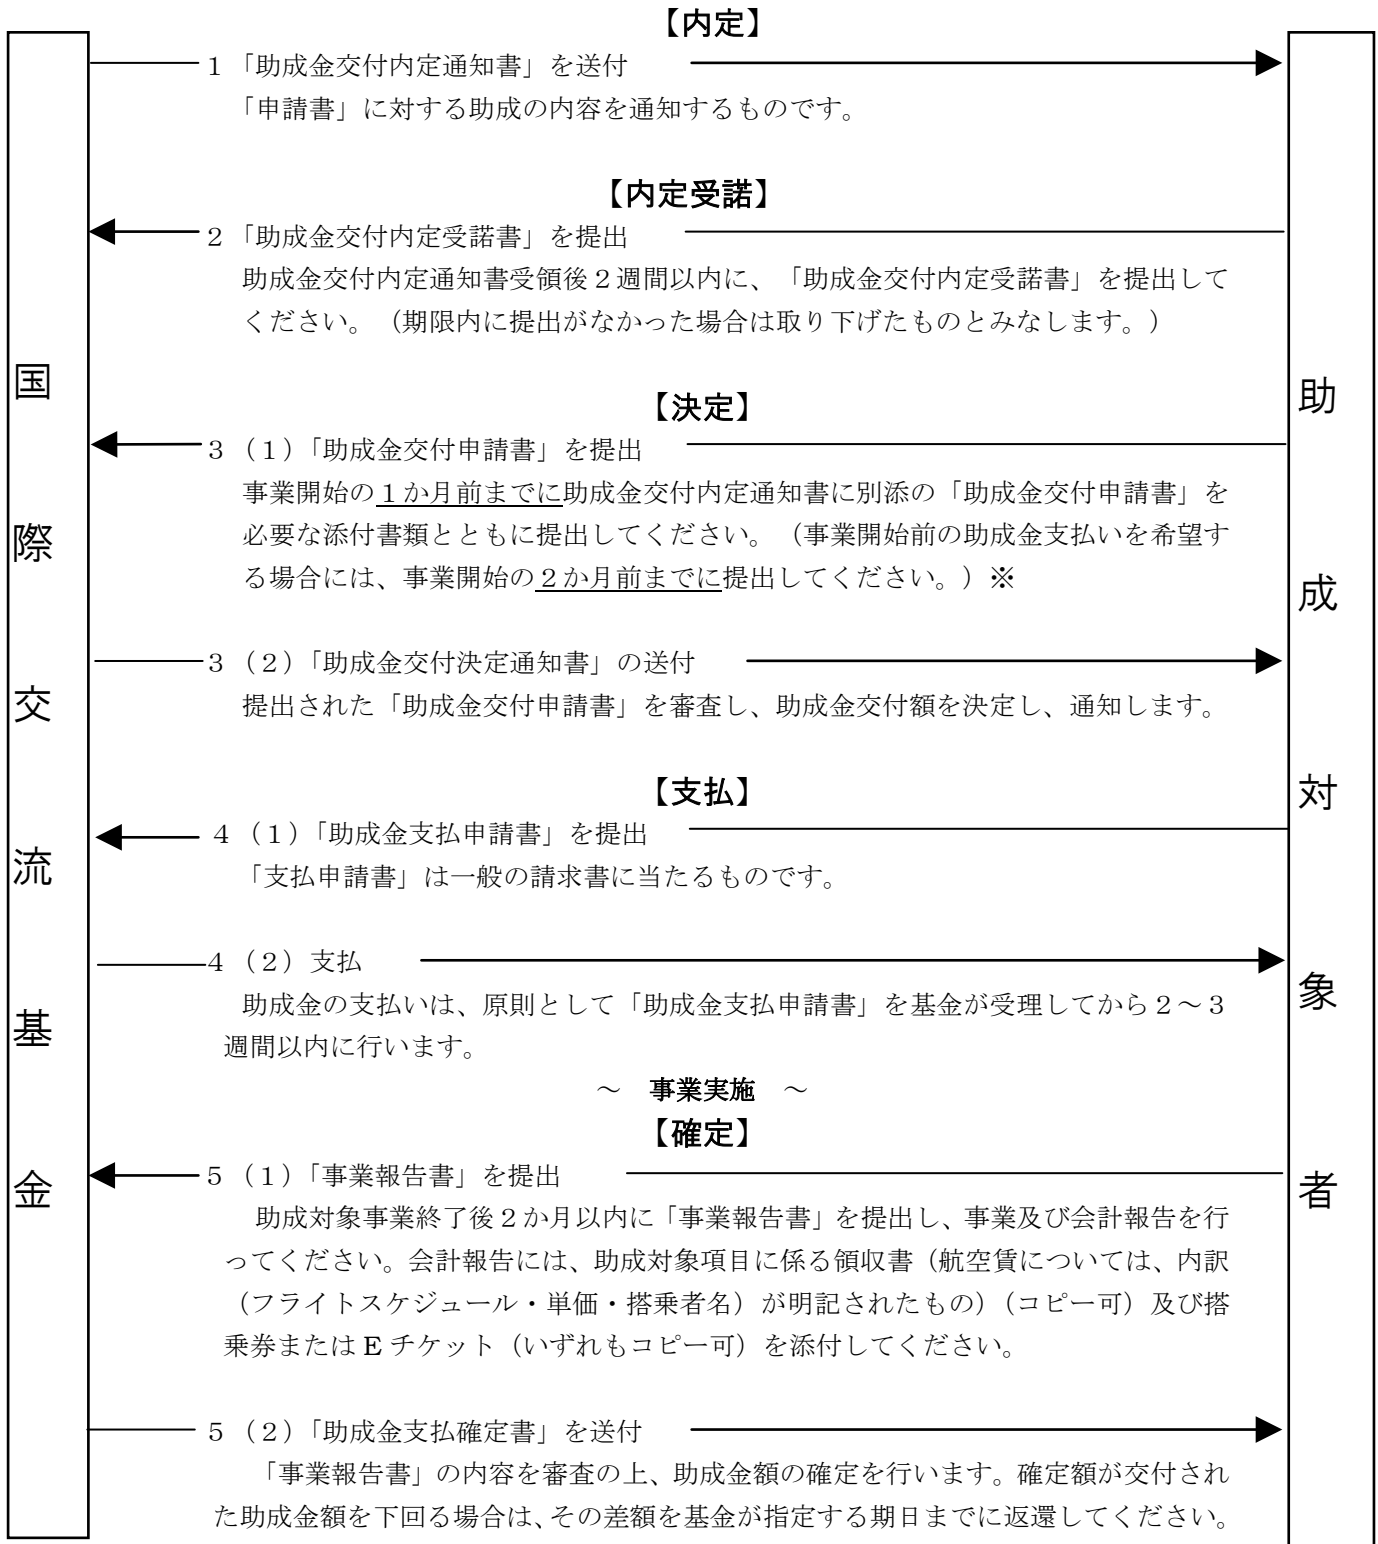 【内定】
１「助成金交付内定通知書」を送付
「申請書」に対する助成の内容を通知するものです。
【内定受諾】
２「助成金交付内定受諾書」を提出
助成金交付内定通知書受領後２週間以内に、「助成金交付内定受諾書」を提出して
ください。（期限内に提出がなかった場合は取り下げたものとみなします。）
【決定】
３（１）「助成金交付申請書」を提出
事業開始の１か月前までに助成金交付内定通知書に別添の「助成金交付申請書」を
必要な添付書類とともに提出してください。（事業開始前の助成金支払いを希望す
る場合には、事業開始の２か月前までに提出してください。）※
３（２）「助成金交付決定通知書」の送付
提出された「助成金交付申請書」を審査し、助成金交付額を決定し、通知します。
【支払】
４（１）「助成金支払申請書」を提出
「支払申請書」は一般の請求書に当たるものです。
４（２）支払
助成金の支払いは、原則として「助成金支払申請書」を基金が受理してから２～３
週間以内に行います。
～　事業実施　～
【確定】
５（１）「事業報告書」を提出
助成対象事業終了後２か月以内に「事業報告書」を提出し、事業及び会計報告を行
ってください。会計報告には、助成対象項目に係る領収書（航空賃については、内訳
（フライトスケジュール・単価・搭乗者名）が明記されたもの）（コピー可）及び搭
乗券または E チケット（いずれもコピー可）を添付してください。
５（２）「助成金支払確定書」を送付
「事業報告書」の内容を審査の上、助成金額の確定を行います。確定額が交付され
た助成金額を下回る場合は、その差額を基金が指定する期日までに返還してください。
国際交流基金
助成対象者